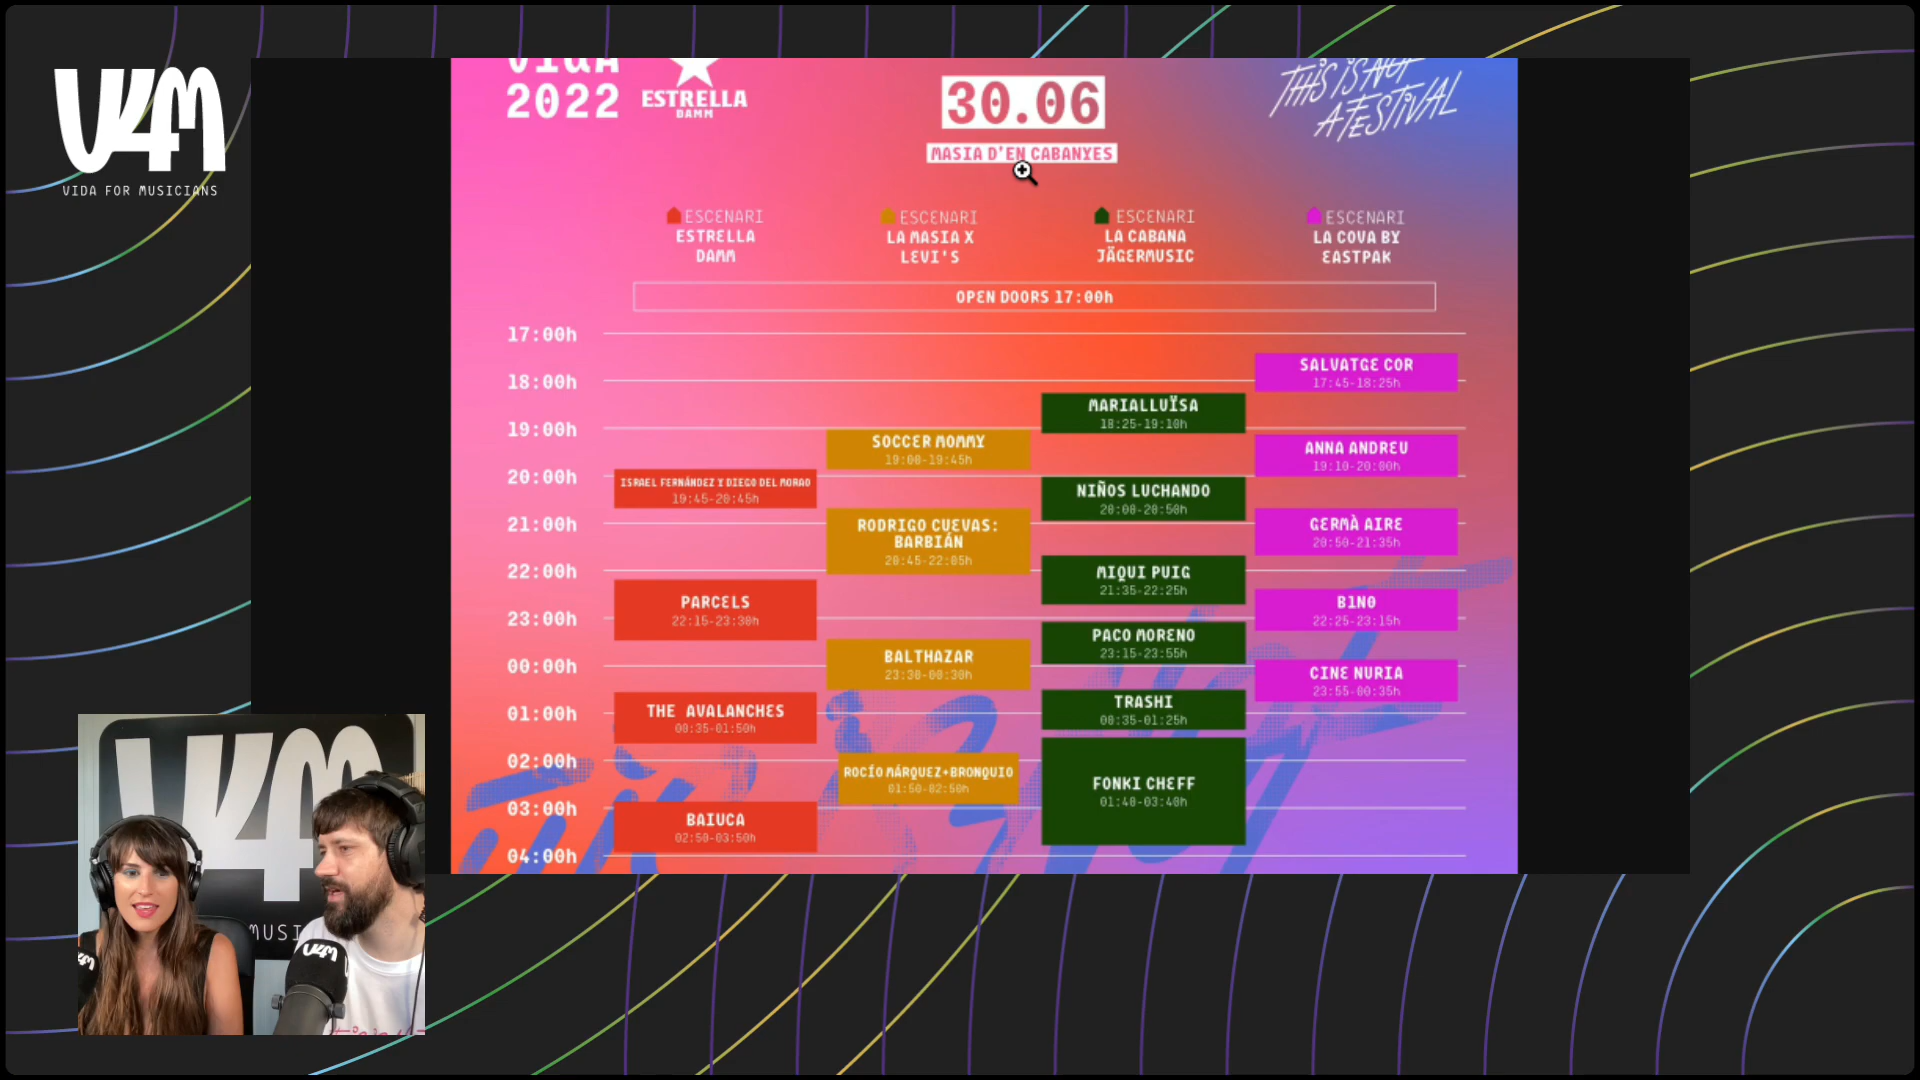 V4M
VIDA FOR MUSICIANS
VIDA
2022
ESTRELLA
DAMM
30.06
MASIA D'EN CABANYES
THIS IS NOT
A FESTIVAL
ESCENARI
ESTRELLA
DAMM
ESCENARI
LA MASIA X
LEVI'S
ESCENARI
LA CABANA
JÄGERMUSIC
ESCENARI
LA COVA BY
EASTPAK
OPEN DOORS 17:00h
17:00h
SALVATGE COR
17:45-18:25h
18:00h
MARIALLUÏSA
18:25-19:10h
19:00h
SOCCER MOMMY
19:00-19:45h
ANNA ANDREU
19:10-20:00h
20:00h
ISRAEL FERNÁNDEZ Y DIEGO DEL MORAO
19:45-20:45h
NIÑOS LUCHANDO
20:00-20:50h
21:00h
RODRIGO CUEVAS:
BARBIÁN
20:45-22:05h
GERMÀ AIRE
20:50-21:35h
22:00h
MIQUI PUIG
21:35-22:25h
PARCELS
22:15-23:30h
B1N0
22:25-23:15h
23:00h
PACO MORENO
23:15-23:55h
BALTHAZAR
23:30-00:30h
00:00h
CINE NURIA
23:55-00:35h
THE AVALANCHES
00:35-01:50h
TRASHI
00:35-01:25h
01:00h
02:00h
ROCÍO MÁRQUEZ+BRONQUIO
01:50-02:50h
FONKI CHEFF
01:40-03:40h
03:00h
BAIUCA
02:50-03:50h
04:00h
V4M
MUSI
V4M